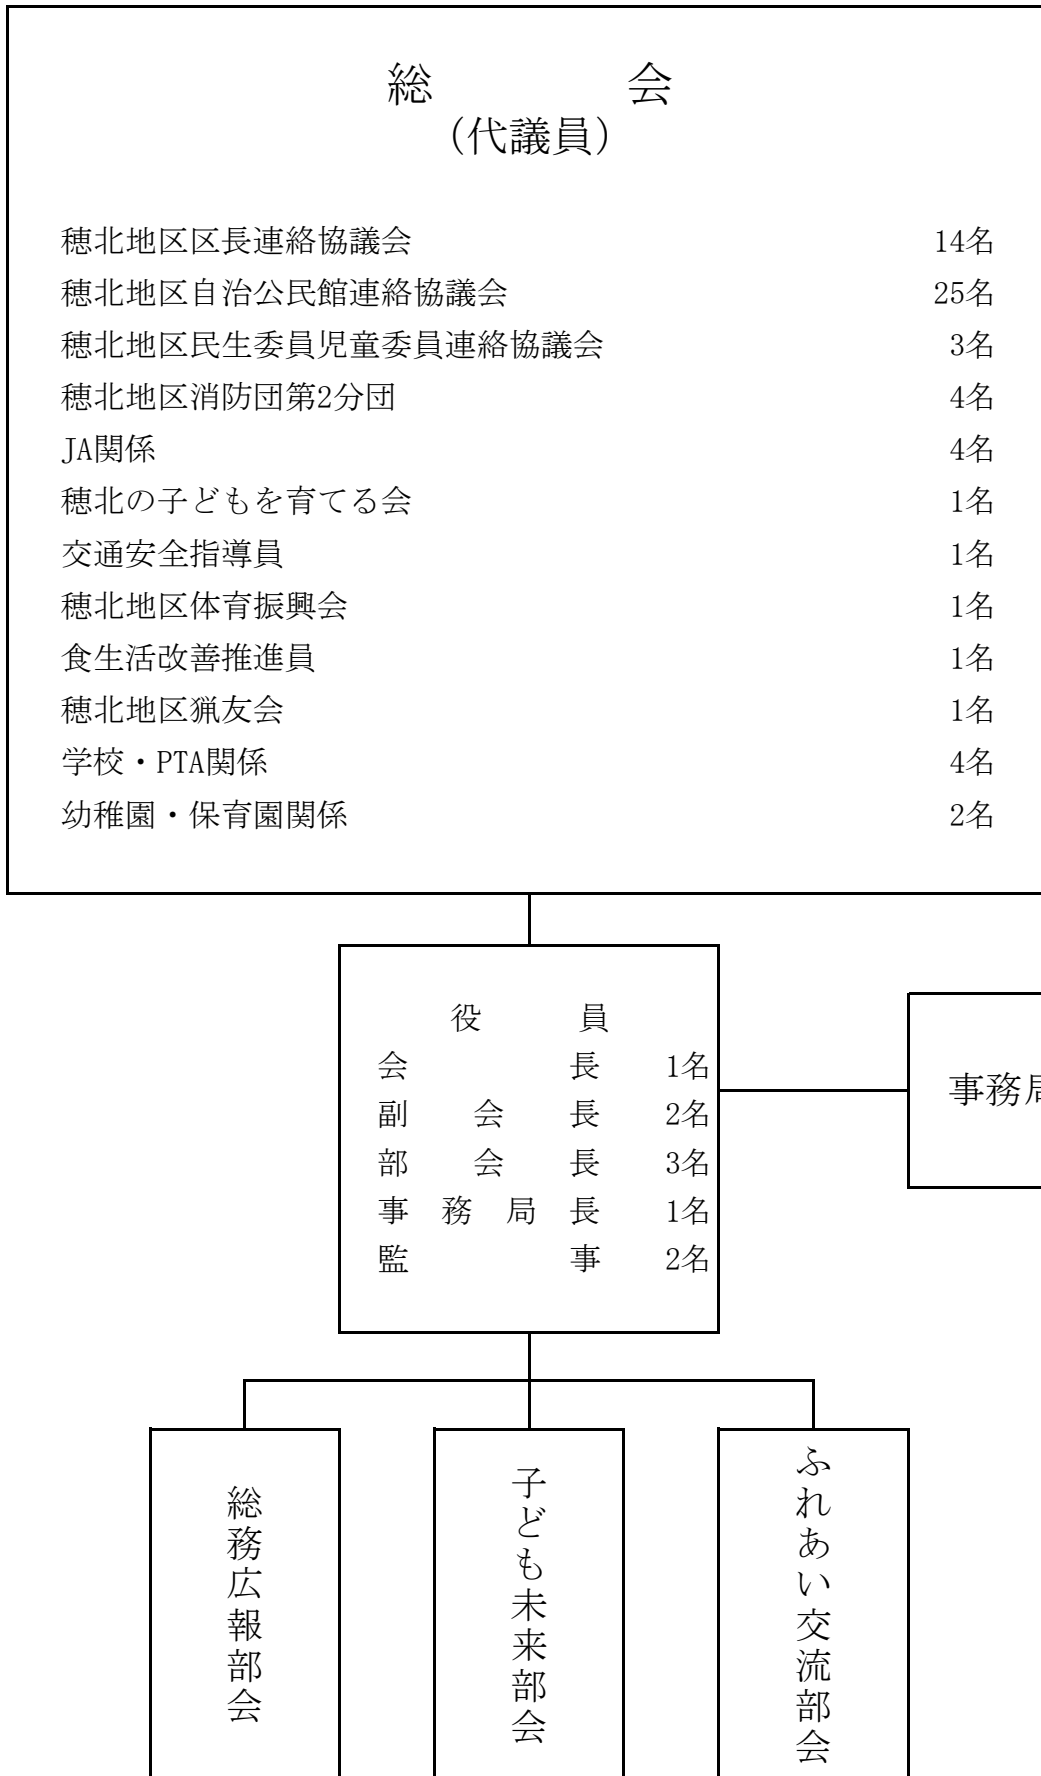 総会
（代議員）
穂北地区区長連絡協議会 14名
穂北地区自治公民館連絡協議会 25名
穂北地区民生委員児童委員連絡協議会 3名
穂北地区消防団第2分団 4名
JA関係 4名
穂北の子どもを育てる会 1名
交通安全指導員 1名
穂北地区体育振興会 1名
食生活改善推進員 1名
穂北地区猟友会 1名
学校・PTA関係 4名
幼稚園・保育園関係 2名
役員
会長 1名
副会長 2名
部会長 3名
事務局長 1名
監事 2名
事務局
総務広報部会
子ども未来部会
ふれあい交流部会